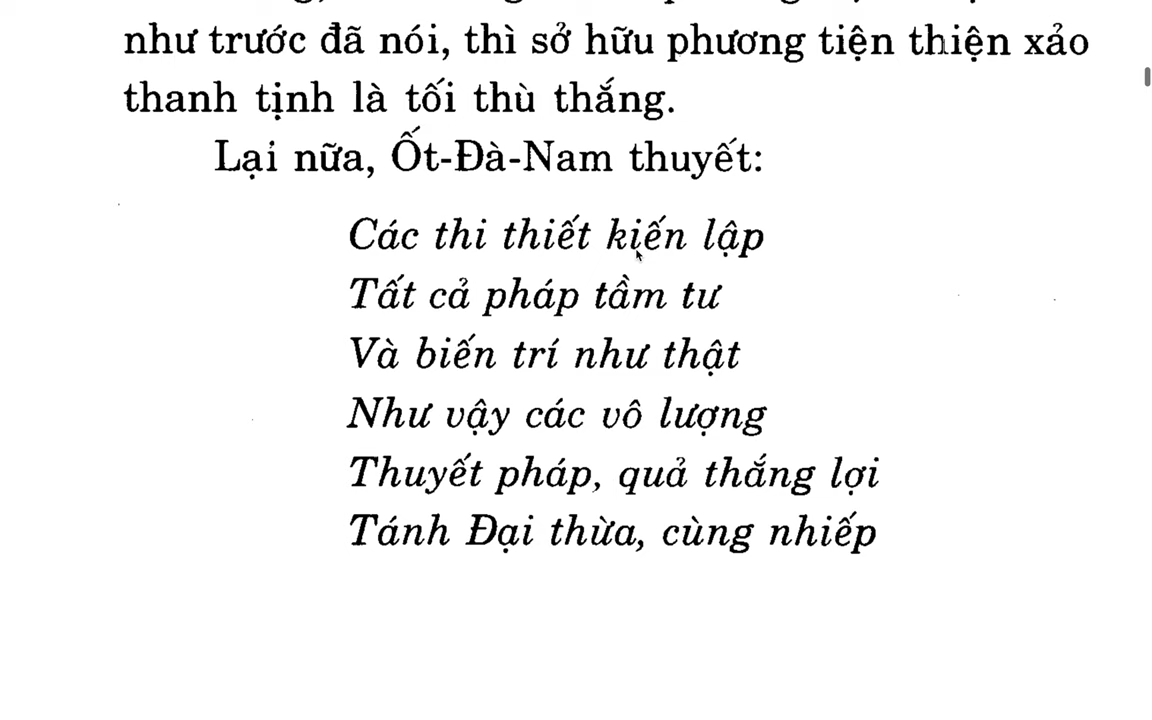 như trước đã nói, thì sở hữu phương tiện thiện xảo
thanh tịnh là tối thù thắng.
Lại nữa, Ốt-Đà-Nam thuyết:
Các thi thiết kiến lập
Tất cả pháp tầm tư
Và biến trí như thật
Như vậy các vô lượng
Thuyết pháp, quả thắng lợi
Tánh Đại thừa, cùng nhiếp